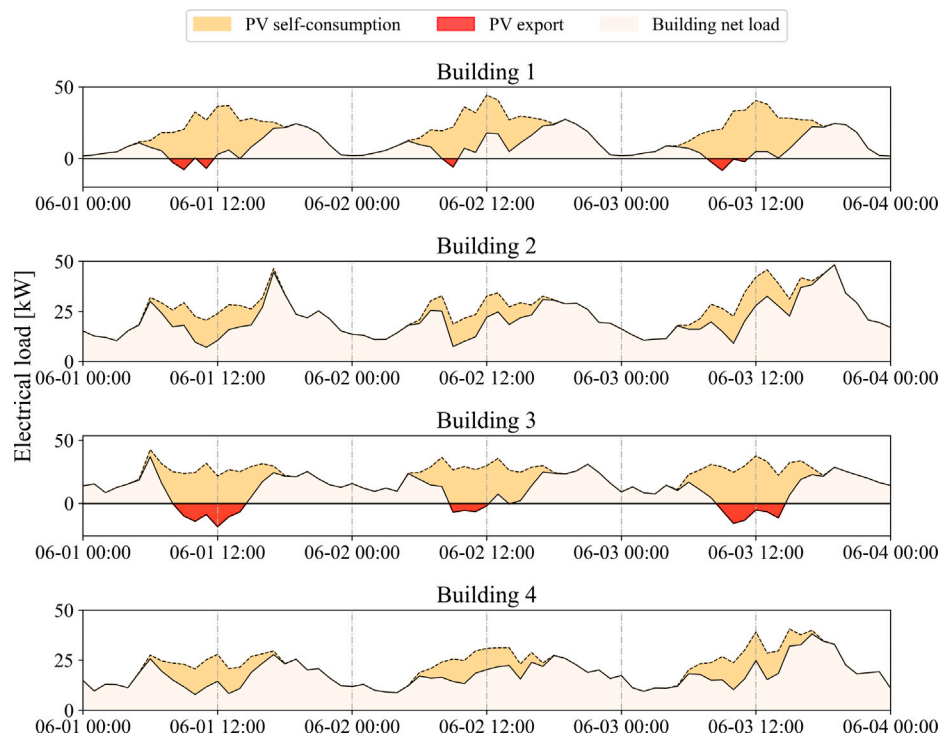 PV self-consumption PV export Building net load
Building 1
50
0
06-01 00:00 06-01 12:00 06-02 00:00 06-02 12:00 06-03 00:00 06-03 12:00 06-04 00:00
Building 2
50
25
0
06-01 00:00 06-01 12:00 06-02 00:00 06-02 12:00 06-03 00:00 06-03 12:00 06-04 00:00
Electrical load [kW]
Building 3
50
0
06-01 00:00 06-01 12:00 06-02 00:00 06-02 12:00 06-03 00:00 06-03 12:00 06-04 00:00
Building 4
50
25
0
06-01 00:00 06-01 12:00 06-02 00:00 06-02 12:00 06-03 00:00 06-03 12:00 06-04 00:00